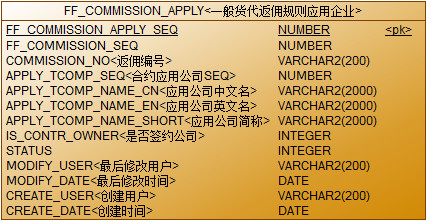 FF_COMMISSION_APPLY<一般货代返佣规则应用企业>
FF_COMMISSION_APPLY_SEQ NUMBER <pk>
FF_COMMISSION_SEQ NUMBER
COMMISSION_NO<返佣编号> VARCHAR2(200)
APPLY_TCOMP_SEQ<合约应用公司SEQ> NUMBER
APPLY_TCOMP_NAME_CN<应用公司中文名> VARCHAR2(2000)
APPLY_TCOMP_NAME_EN<应用公司英文名> VARCHAR2(2000)
APPLY_TCOMP_NAME_SHORT<应用公司简称> VARCHAR2(2000)
IS_CONTR_OWNER<是否签约公司> INTEGER
STATUS INTEGER
MODIFY_USER<最后修改用户> VARCHAR2(200)
MODIFY_DATE<最后修改时间> DATE
CREATE_USER<创建用户> VARCHAR2(200)
CREATE_DATE<创建时间> DATE